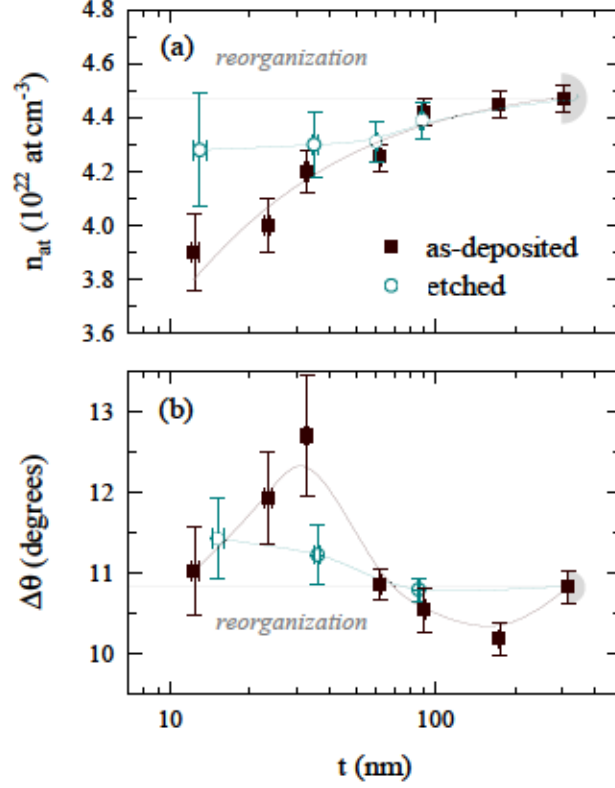 4.8
(a)
reorganization
4.6
4.4
4.2
4.0
3.8
3.6
n_at (10^22 at cm^-3)
as-deposited
etched
(b)
13
12
11
10
Δθ (degrees)
reorganization
10
100
t (nm)